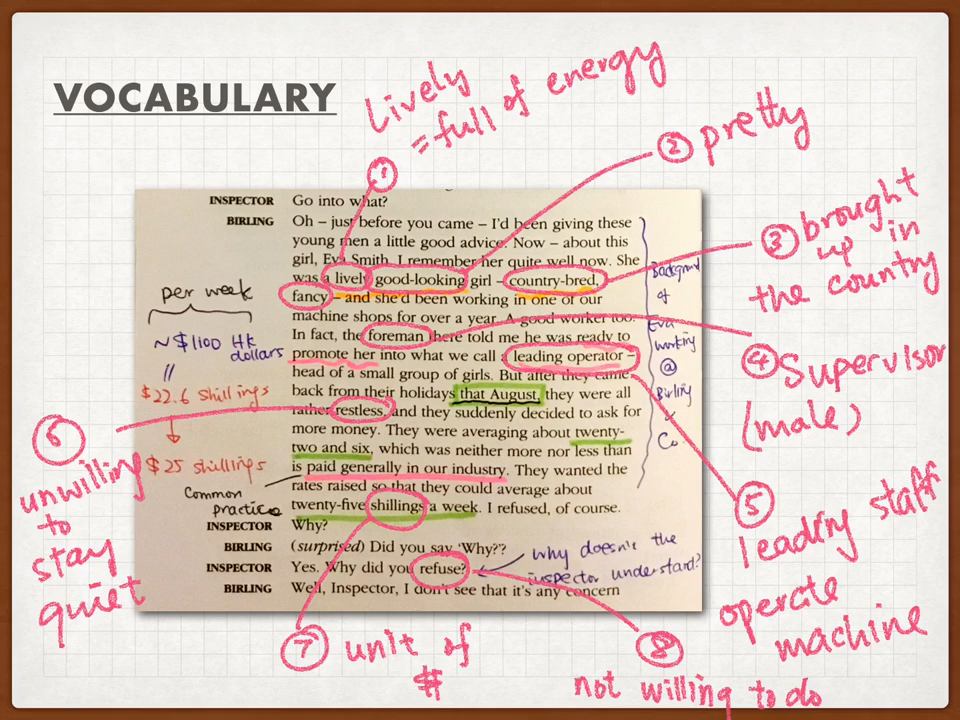 VOCABULARY
Lively
= full of energy
①
② pretty
③ brought
up in
the country
④ Supervisor
(male)
⑤
leading staff
operate
machine
⑥
unwilling
to
stay
quiet
⑦ unit of
$
⑧
not willing to do
per week
~ $1100 HK
dollars
||
$22.6 shillings
$25 shillings
Common
practice
INSPECTOR Go into what?
BIRLING Oh – just before you came – I'd been giving these
young men a little good advice. Now – about this
girl, Eva Smith. I remember her quite well now. She
was a lively good-looking girl – country-bred,
fancy – and she'd been working in one of our
machine shops for over a year. A good worker too.
In fact, the foreman there told me he was ready to
promote her into what we call a leading operator –
head of a small group of girls. But after they came
back from their holidays that August, they were all
rather restless, and they suddenly decided to ask for
more money. They were averaging about twenty-
two and six, which was neither more nor less than
is paid generally in our industry. They wanted the
rates raised so that they could average about
twenty-five shillings a week. I refused, of course.
INSPECTOR Why?
BIRLING (surprised) Did you say 'Why?'?
INSPECTOR Yes. Why did you refuse?
BIRLING Well, Inspector, I don't see that it's any concern
Eva
working
@
Birling
Co
why doesn't the
inspector understand?